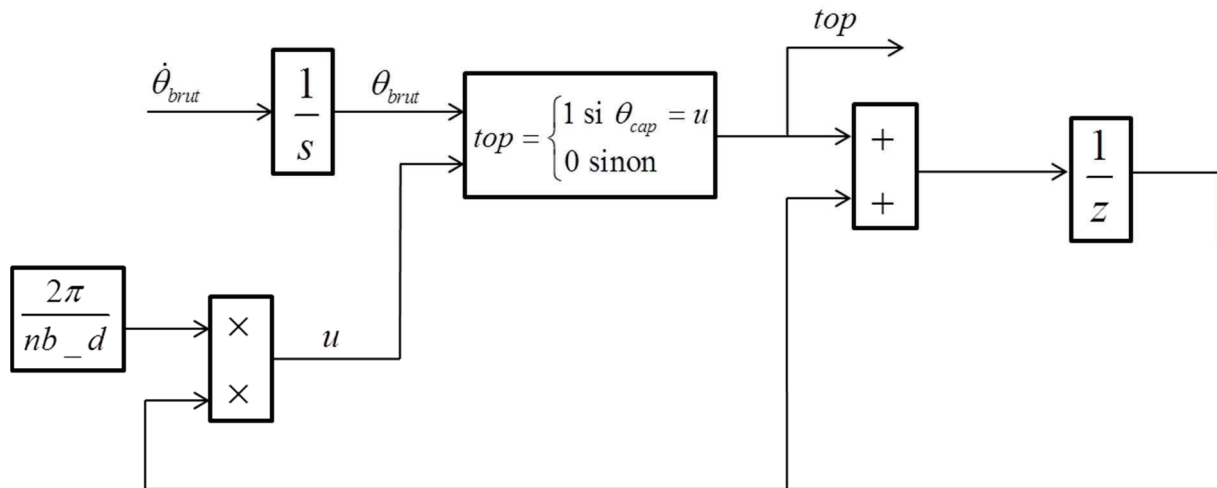 top
θ̇_brut
1/s
θ_brut
top = { 1 si θ_cap = u
0 sinon
+
+
1/z
2π/nb_d
×
×
u